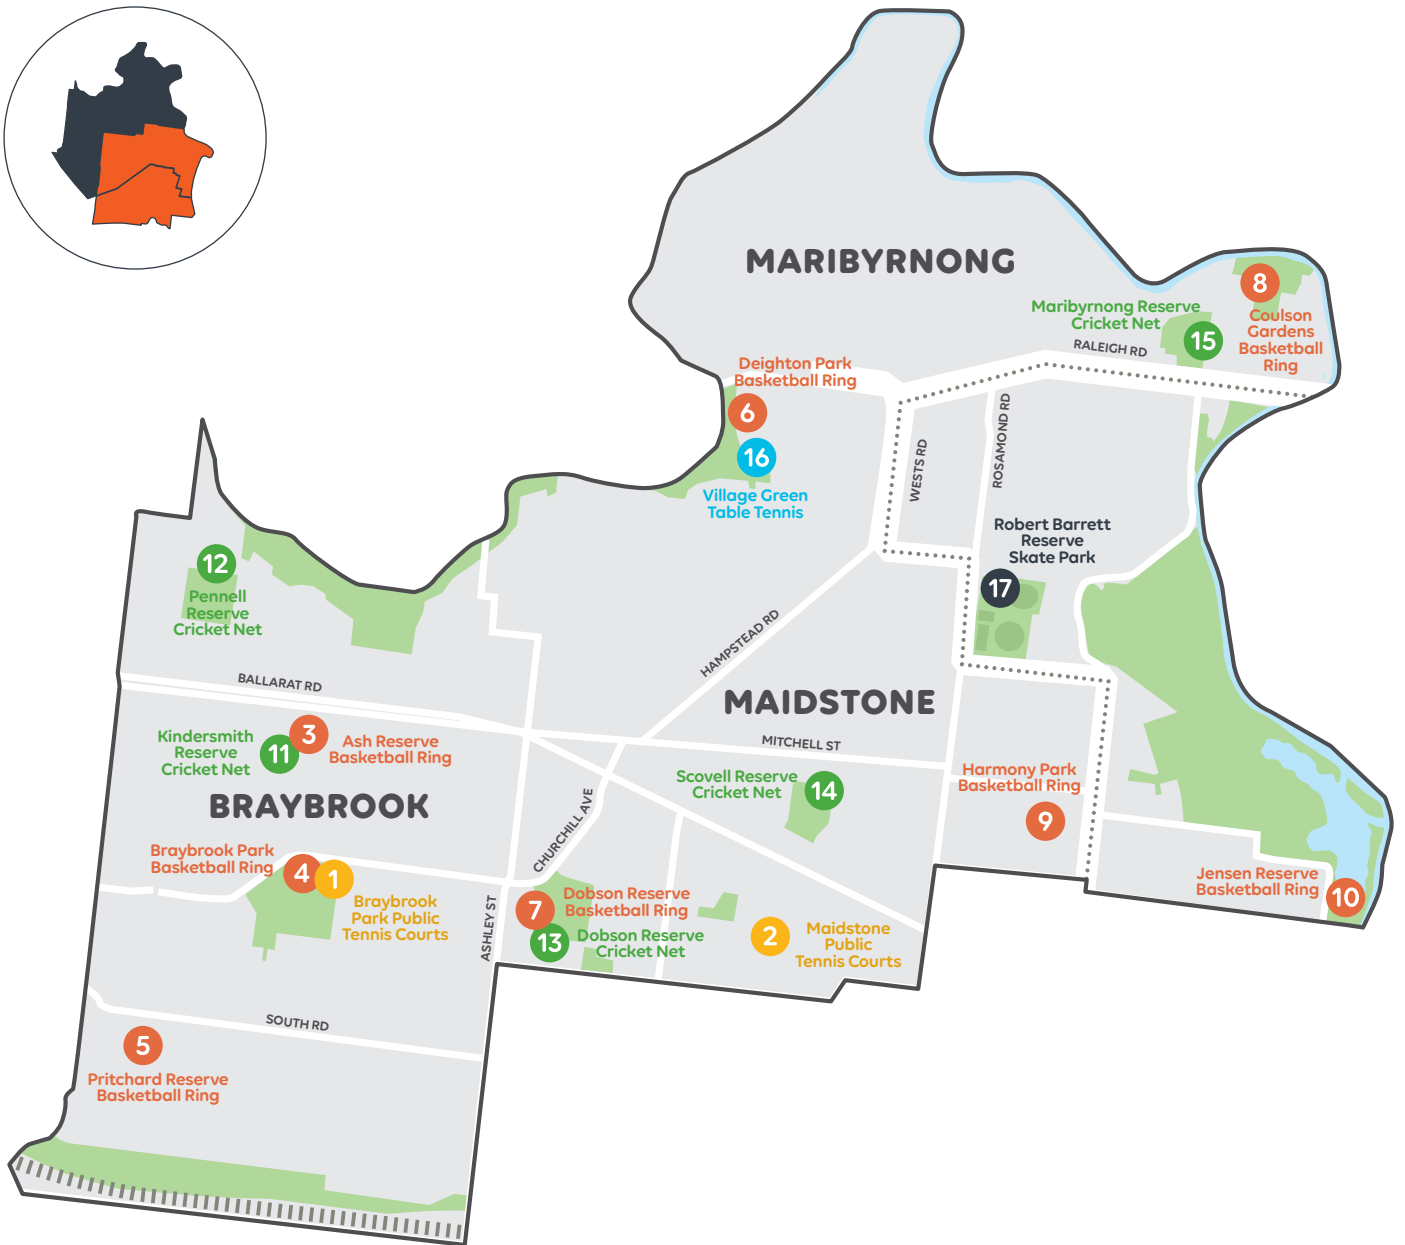 MARIBYRNONG
8
Maribyrnong Reserve
Cricket Net
15
Coulson
Gardens
Basketball
Ring
RALEIGH RD
Deighton Park
Basketball Ring
6
16
Village Green
Table Tennis
WESTS RD
ROSAMOND RD
Robert Barrett
Reserve
Skate Park
17
12
Pennell
Reserve
Cricket Net
HAMPSTEAD RD
BALLARAT RD
MAIDSTONE
Kindersmith
Reserve
Cricket Net
11
3
Ash Reserve
Basketball Ring
MITCHELL ST
Scovell Reserve
Cricket Net
14
Harmony Park
Basketball Ring
9
BRAYBROOK
CHURCHILL AVE
Braybrook Park
Basketball Ring
4
1
Braybrook
Park Public
Tennis Courts
ASHLEY ST
7
Dobson Reserve
Basketball Ring
13
Dobson Reserve
Cricket Net
2
Maidstone
Public
Tennis Courts
Jensen Reserve
Basketball Ring
10
SOUTH RD
5
Pritchard Reserve
Basketball Ring